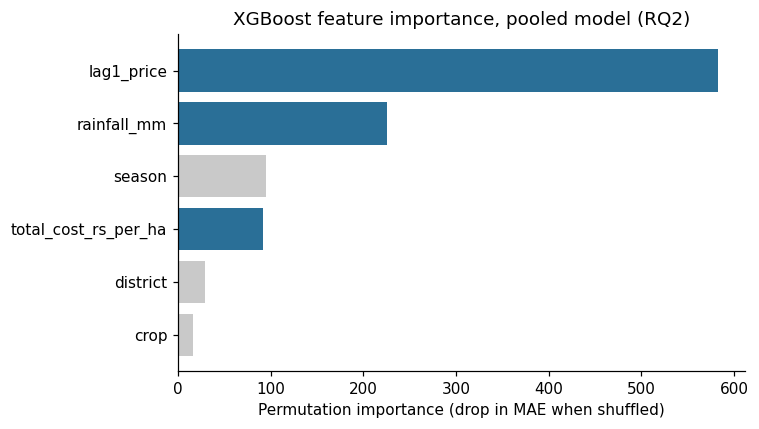 XGBoost feature importance, pooled model (RQ2)
lag1_price
rainfall_mm
season
total_cost_rs_per_ha
district
crop
0 100 200 300 400 500 600
Permutation importance (drop in MAE when shuffled)